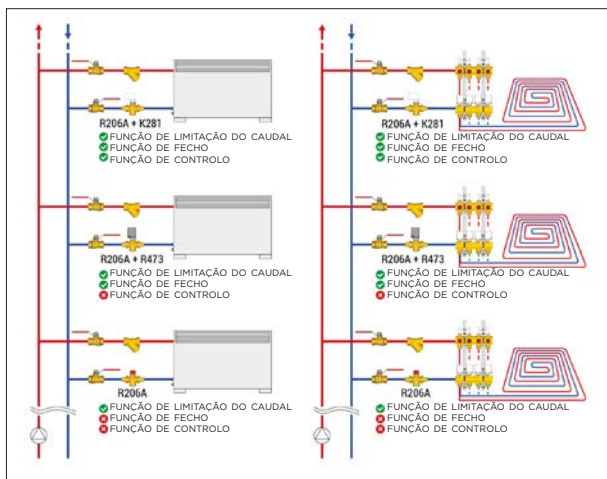 R206A + K281
FUNÇÃO DE LIMITAÇÃO DO CAUDAL
FUNÇÃO DE FECHO
FUNÇÃO DE CONTROLO
R206A + R473
FUNÇÃO DE LIMITAÇÃO DO CAUDAL
FUNÇÃO DE FECHO
FUNÇÃO DE CONTROLO
R206A
FUNÇÃO DE LIMITAÇÃO DO CAUDAL
FUNÇÃO DE FECHO
FUNÇÃO DE CONTROLO
R206A + K281
FUNÇÃO DE LIMITAÇÃO DO CAUDAL
FUNÇÃO DE FECHO
FUNÇÃO DE CONTROLO
R206A + R473
FUNÇÃO DE LIMITAÇÃO DO CAUDAL
FUNÇÃO DE FECHO
FUNÇÃO DE CONTROLO
R206A
FUNÇÃO DE LIMITAÇÃO DO CAUDAL
FUNÇÃO DE FECHO
FUNÇÃO DE CONTROLO